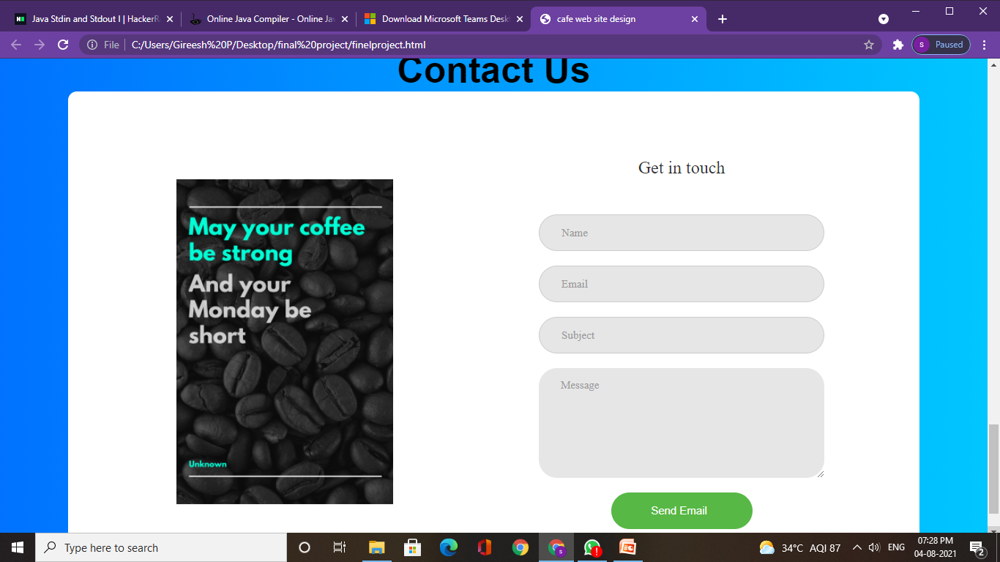 Java Stdin and Stdout I | HackerR
Online Java Compiler - Online Jav
Download Microsoft Teams Desk
cafe web site design
File
C:/Users/Gireesh%20P/Desktop/final%20project/finelproject.html
S
Paused
Contact Us
Get in touch
May your coffee
be strong
And your
Monday be
short
Unknown
Name
Email
Subject
Message
Send Email
Type here to search
34°C AQI 87
ENG
07:28 PM
04-08-2021
2